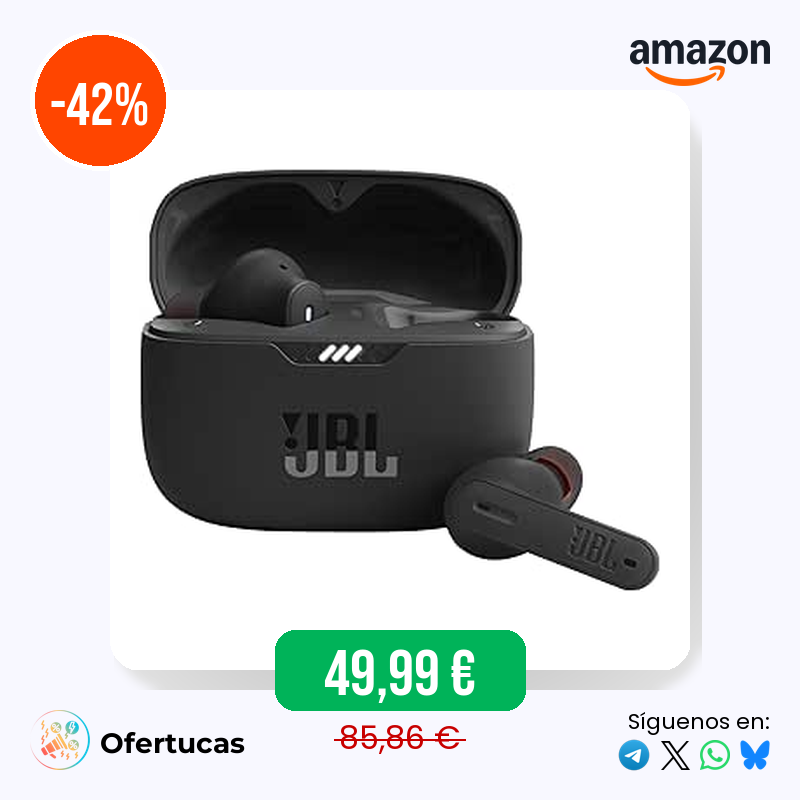 -42%
amazon
JBL
JBL
49,99 €
85,86 €
Ofertucas
Síguenos en: